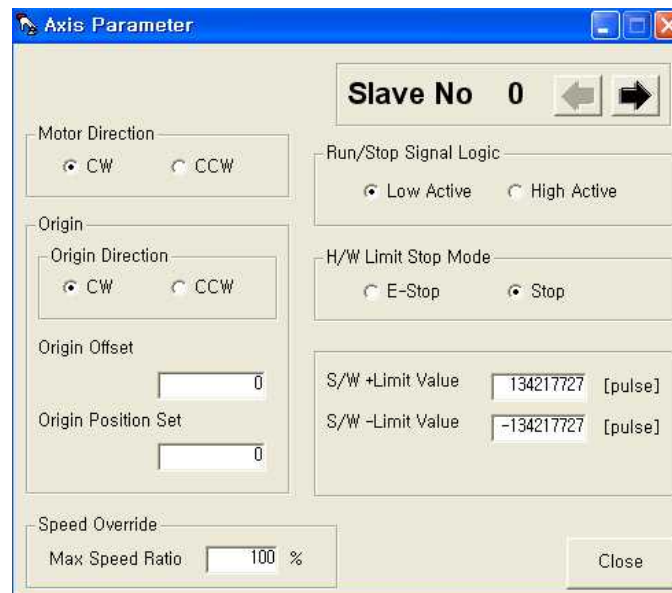 Axis Parameter
Slave No 0
Motor Direction
CW CCW
Run/Stop Signal Logic
Low Active High Active
Origin
Origin Direction
CW CCW
H/W Limit Stop Mode
E-Stop Stop
Origin Offset
0
Origin Position Set
0
S/W +Limit Value 134217727 [pulse]
S/W -Limit Value -134217727 [pulse]
Speed Override
Max Speed Ratio 100 %
Close